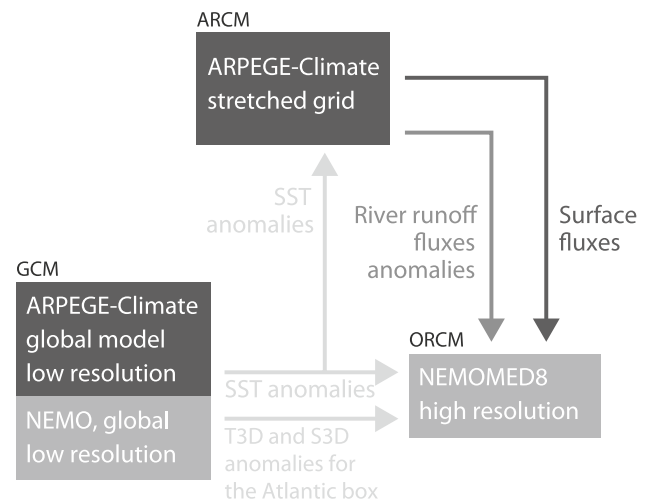 ARCM
ARPEGE-Climate
stretched grid
SST
anomalies
River runoff
fluxes
anomalies
Surface
fluxes
GCM
ARPEGE-Climate
global model
low resolution
NEMO, global
low resolution
SST anomalies
T3D and S3D
anomalies for
the Atlantic box
ORCM
NEMOMED8
high resolution